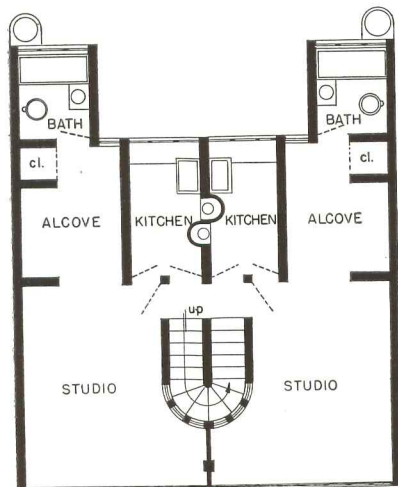 BATH
BATH
cl.
cl.
ALCOVE
KITCHEN
KITCHEN
ALCOVE
up
STUDIO
STUDIO